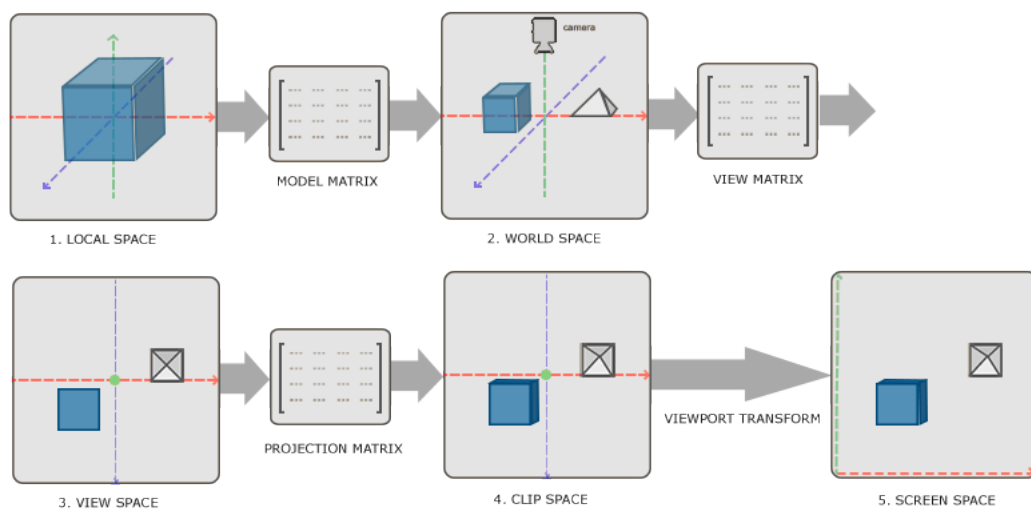 camera
MODEL MATRIX
VIEW MATRIX
1. LOCAL SPACE
2. WORLD SPACE
VIEWPORT TRANSFORM
PROJECTION MATRIX
3. VIEW SPACE
4. CLIP SPACE
5. SCREEN SPACE